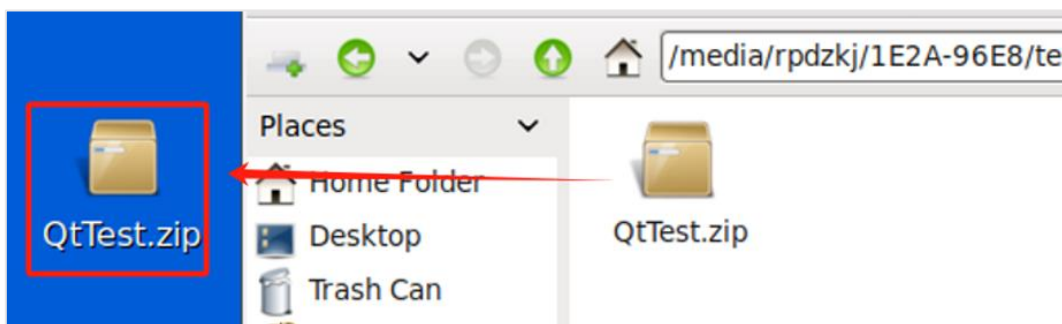 /media/rpdzkj/1E2A-96E8/te
Places
Home Folder
QtTest.zip
Desktop
QtTest.zip
Trash Can